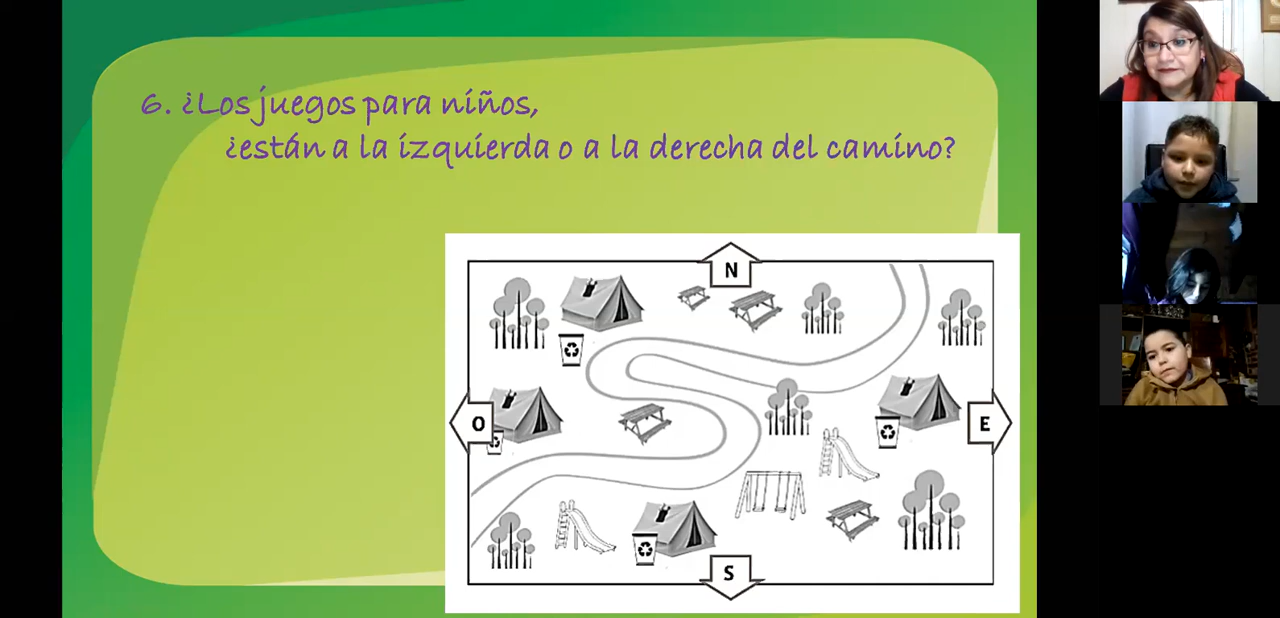 6. ¿Los juegos para niños,
¿están a la izquierda o a la derecha del camino?
N
O
E
S